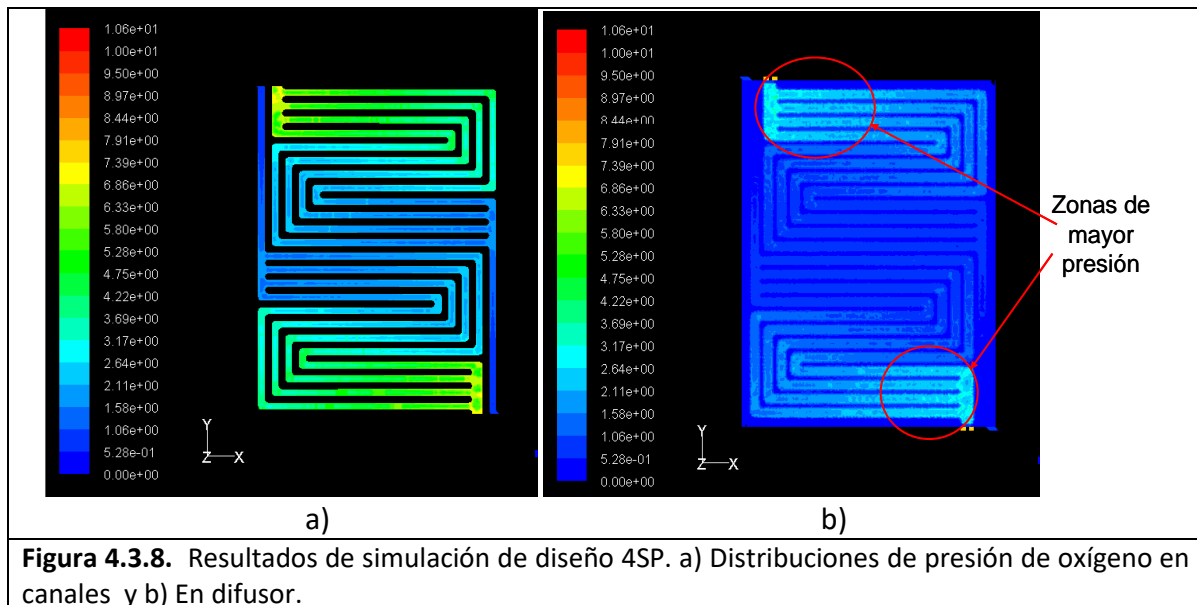 1.06e+01
1.00e+01
9.50e+00
8.97e+00
8.44e+00
7.91e+00
7.39e+00
6.86e+00
6.33e+00
5.80e+00
5.28e+00
4.75e+00
4.22e+00
3.69e+00
3.17e+00
2.64e+00
2.11e+00
1.58e+00
1.06e+00
5.28e-01
0.00e+00
Y
Z
X
a)
1.06e+01
1.00e+01
9.50e+00
8.97e+00
8.44e+00
7.91e+00
7.39e+00
6.86e+00
6.33e+00
5.80e+00
5.28e+00
4.75e+00
4.22e+00
3.69e+00
3.17e+00
2.64e+00
2.11e+00
1.58e+00
1.06e+00
5.28e-01
0.00e+00
Y
Z
X
b)
Zonas de
mayor
presión
Figura 4.3.8. Resultados de simulación de diseño 4SP. a) Distribuciones de presión de oxígeno en
canales y b) En difusor.